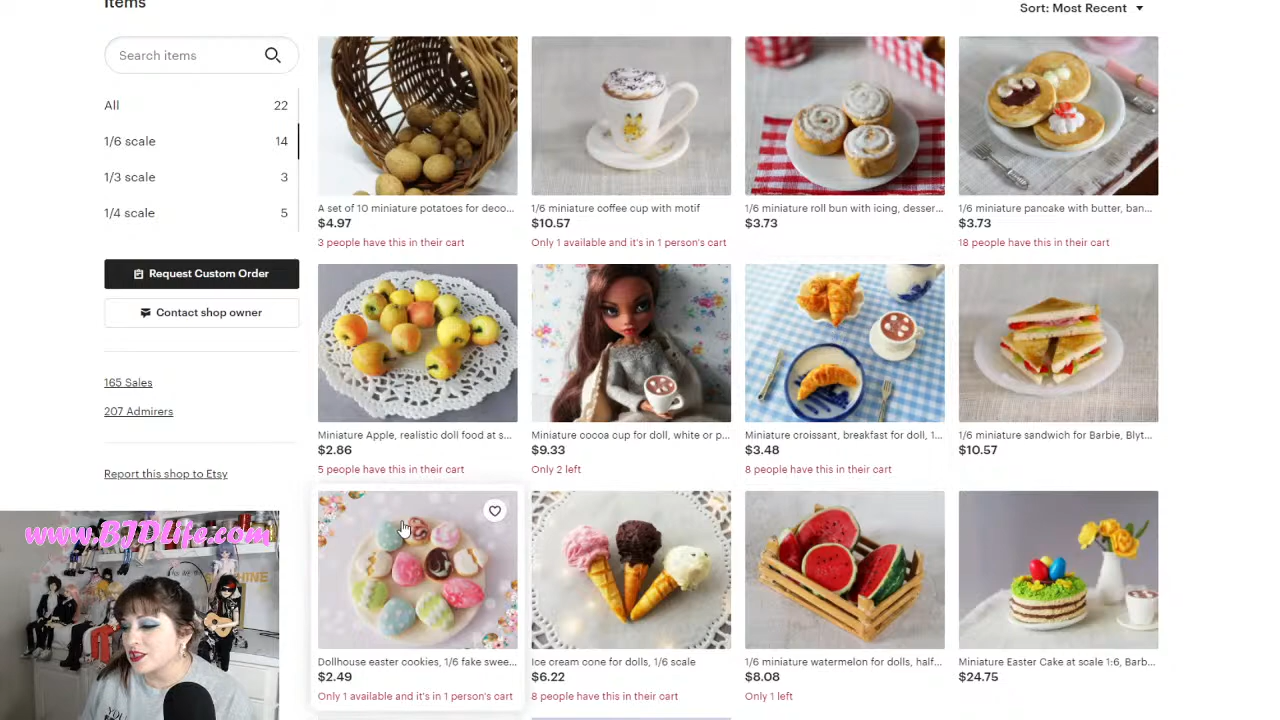 Items
Sort: Most Recent
Search items
All 22
1/6 scale 14
1/3 scale 3
1/4 scale 5
Request Custom Order
Contact shop owner
165 Sales
207 Admirers
Report this shop to Etsy
A set of 10 miniature potatoes for deco...
$4.97
3 people have this in their cart
1/6 miniature coffee cup with motif
$10.57
Only 1 available and it's in 1 person's cart
1/6 miniature roll bun with icing, desser...
$3.73
1/6 miniature pancake with butter, ban...
$3.73
18 people have this in their cart
Miniature Apple, realistic doll food at s...
$2.86
5 people have this in their cart
Miniature cocoa cup for doll, white or p...
$9.33
Only 2 left
Miniature croissant, breakfast for doll, 1...
$3.48
8 people have this in their cart
1/6 miniature sandwich for Barbie, Blyt...
$10.57
Dollhouse easter cookies, 1/6 fake swee...
$2.49
Only 1 available and it's in 1 person's cart
Ice cream cone for dolls, 1/6 scale
$6.22
8 people have this in their cart
1/6 miniature watermelon for dolls, half...
$8.08
Only 1 left
Miniature Easter Cake at scale 1:6, Barb...
$24.75
www.BJDLife.com